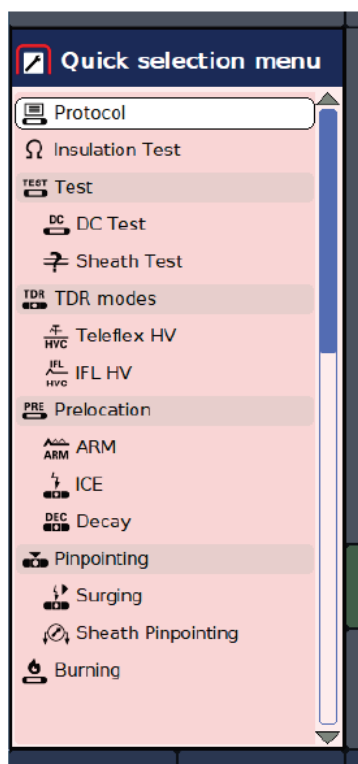 Quick selection menu
Protocol
Ω Insulation Test
TEST Test
DC DC Test
Sheath Test
TDR TDR modes
HVC Teleflex HV
IFL HVC IFL HV
PRE Prelocation
ARM ARM
ICE
DEC Decay
Pinpointing
Surging
Sheath Pinpointing
Burning